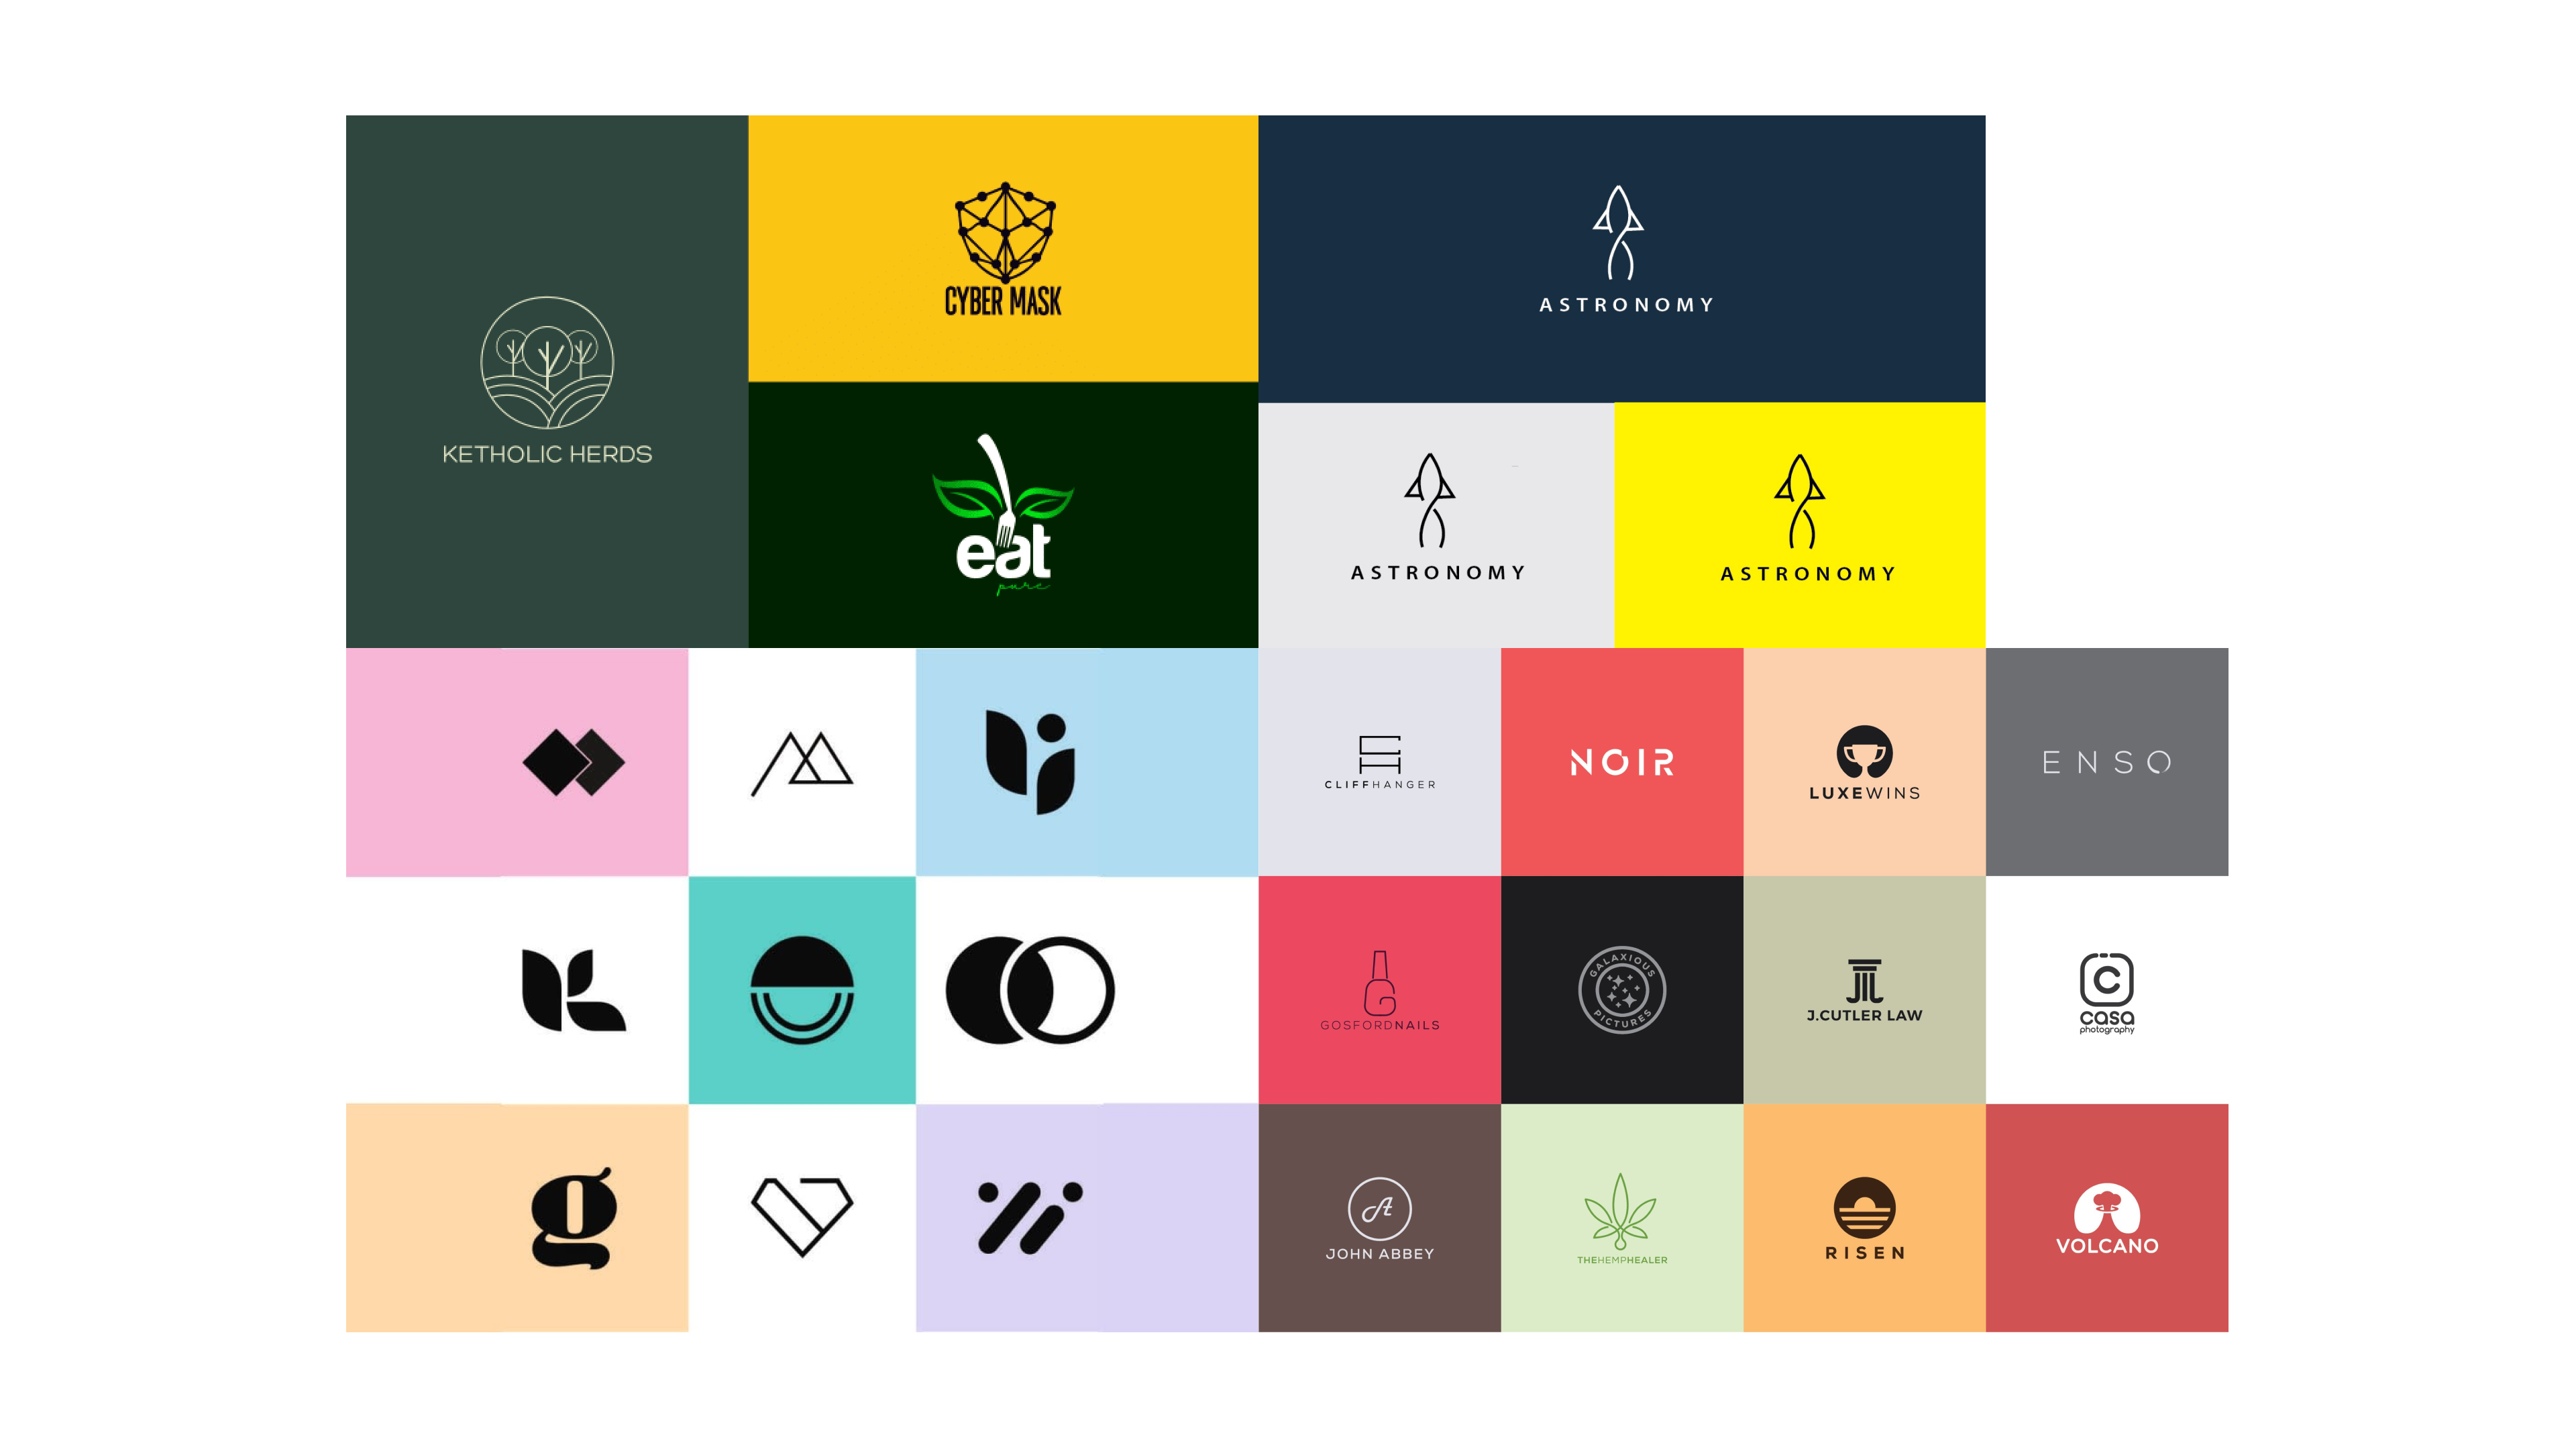 KETHOLIC HERDS
CYBER MASK
ASTRONOMY
eat
pure
ASTRONOMY
ASTRONOMY
CLIFFHANGER
NOIR
LUXEWINS
ENSO
G
GOSFORDNAILS
GALAXIOUS
PICTURES
J.CUTLER LAW
C
casa
photography
g
A
JOHN ABBEY
THEHEMPHEALER
RISEN
VOLCANO